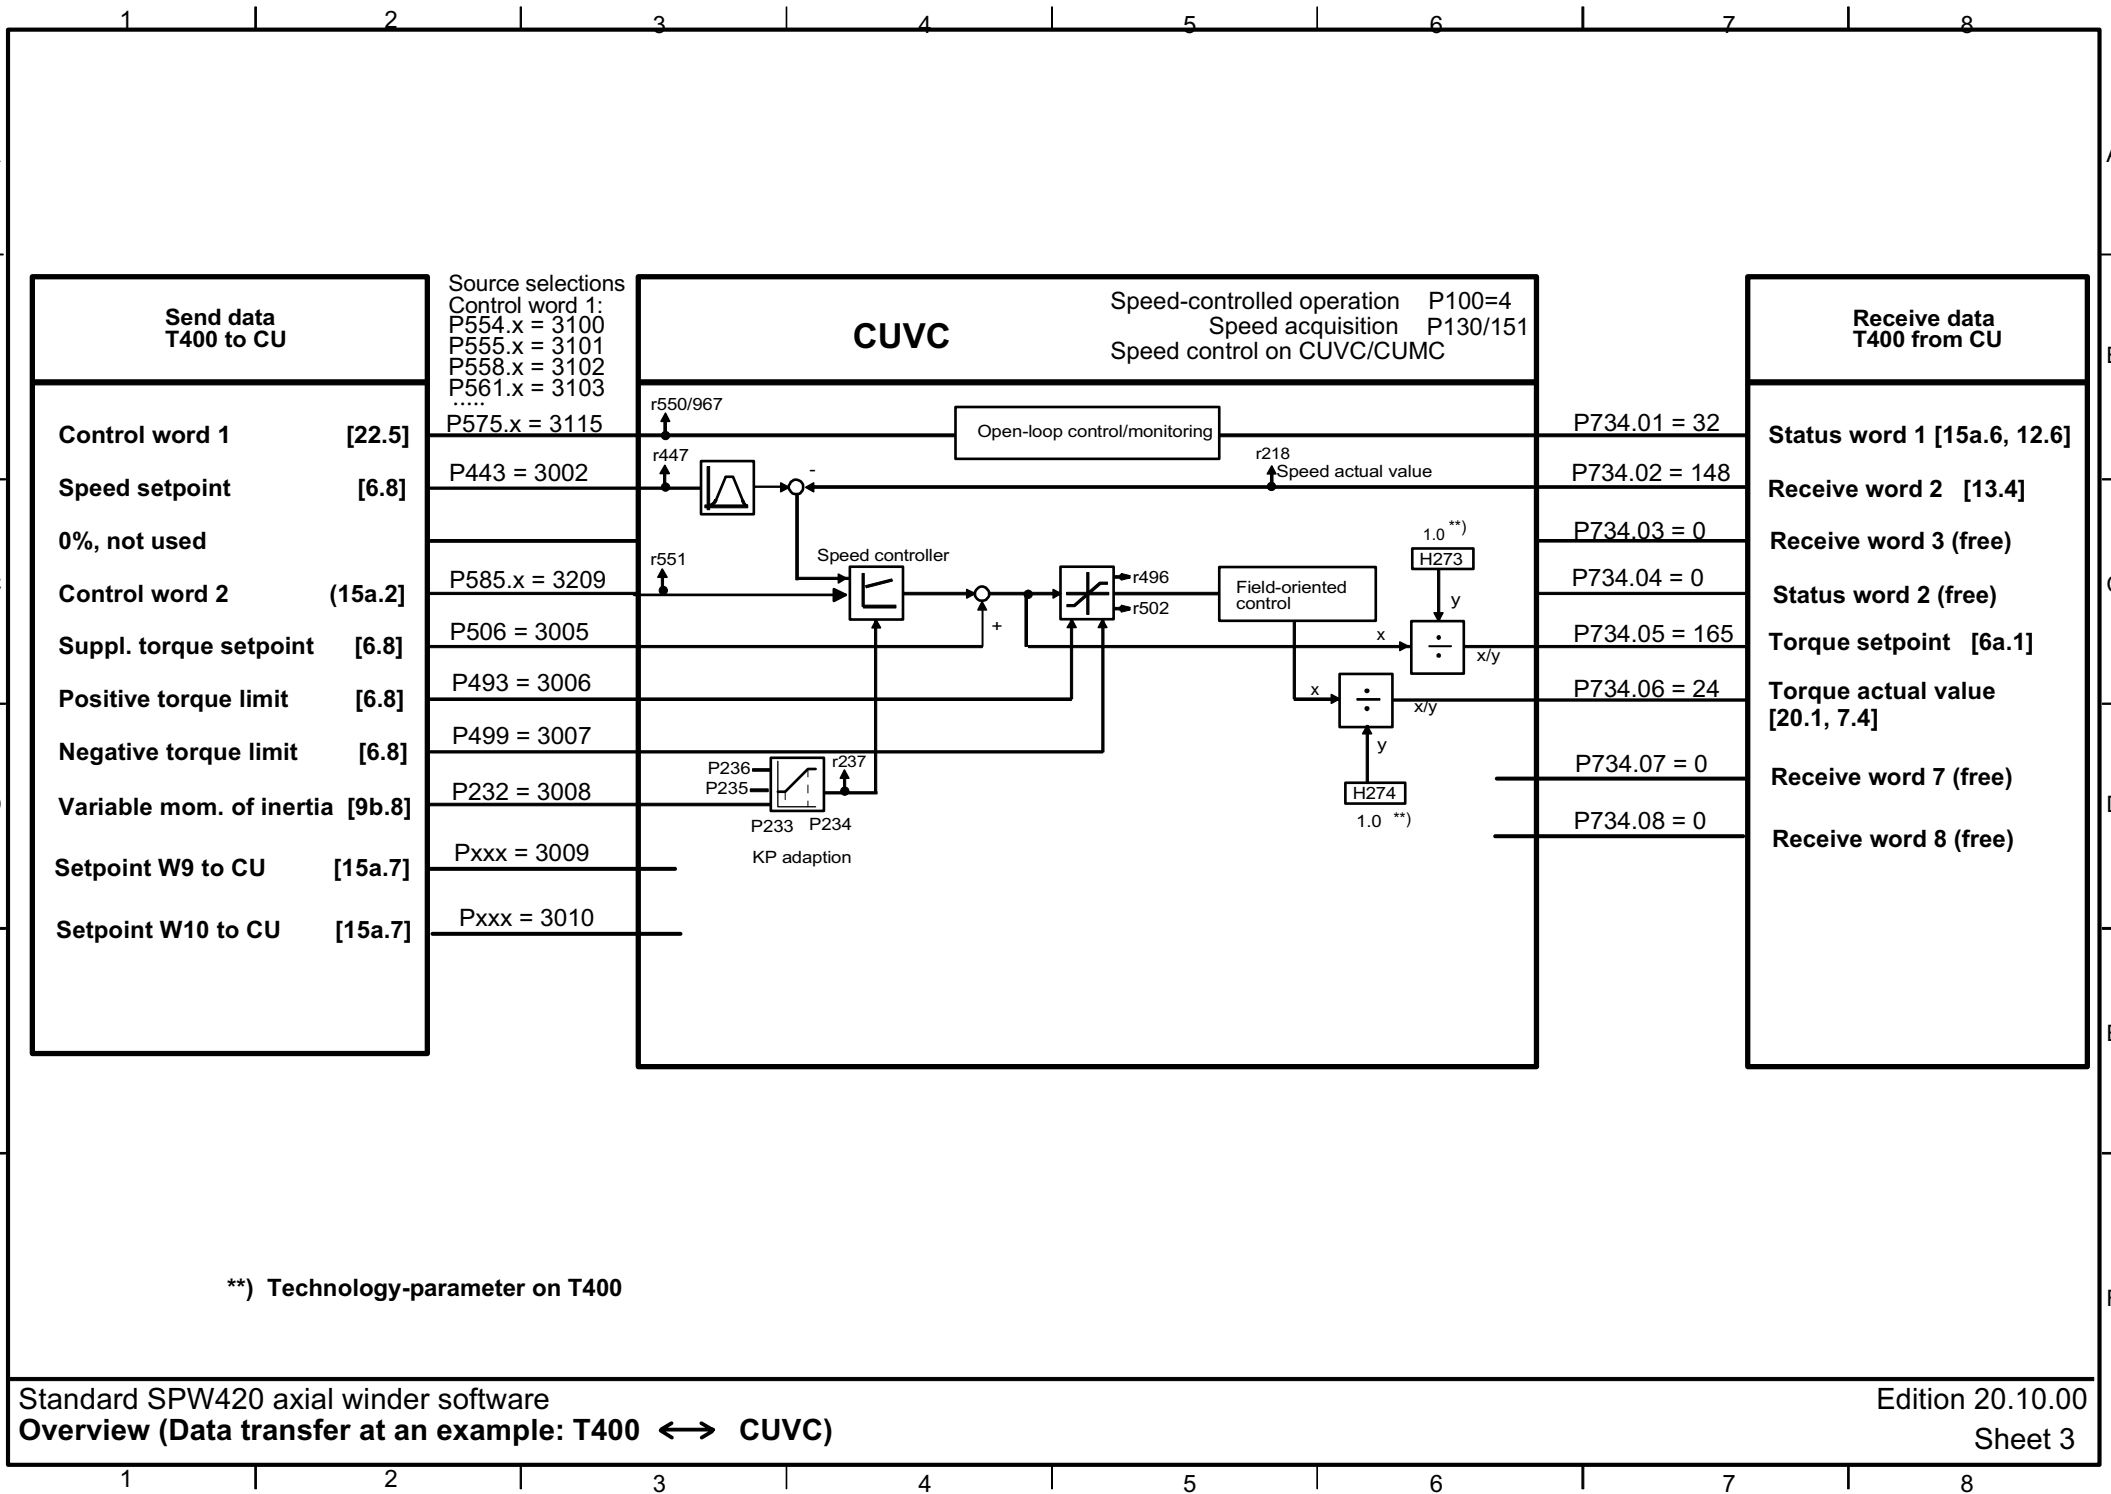 1 2 3 4 5 6 7 8
Send data
T400 to CU
Control word 1 [22.5]
Speed setpoint [6.8]
0%, not used
Control word 2 (15a.2]
Suppl. torque setpoint [6.8]
Positive torque limit [6.8]
Negative torque limit [6.8]
Variable mom. of inertia [9b.8]
Setpoint W9 to CU [15a.7]
Setpoint W10 to CU [15a.7]
Source selections
Control word 1:
P554.x = 3100
P555.x = 3101
P558.x = 3102
P561.x = 3103
.....
P575.x = 3115
P443 = 3002
P585.x = 3209
P506 = 3005
P493 = 3006
P499 = 3007
P232 = 3008
Pxxx = 3009
Pxxx = 3010
CUVC
Speed-controlled operation P100=4
Speed acquisition P130/151
Speed control on CUVC/CUMC
r550/967
Open-loop control/monitoring
r447
-
r218
Speed actual value
1.0 **)
H273
y
r551
Speed controller
r496
r502
Field-oriented
control
+
x
x/y
x
x/y
y
H274
1.0 **)
P236
P235
r237
P233 P234
KP adaption
P734.01 = 32
P734.02 = 148
P734.03 = 0
P734.04 = 0
P734.05 = 165
P734.06 = 24
P734.07 = 0
P734.08 = 0
Receive data
T400 from CU
Status word 1 [15a.6, 12.6]
Receive word 2 [13.4]
Receive word 3 (free)
Status word 2 (free)
Torque setpoint [6a.1]
Torque actual value
[20.1, 7.4]
Receive word 7 (free)
Receive word 8 (free)
**) Technology-parameter on T400
Standard SPW420 axial winder software
Overview (Data transfer at an example: T400 ↔ CUVC)
Edition 20.10.00
Sheet 3
1 2 3 4 5 6 7 8